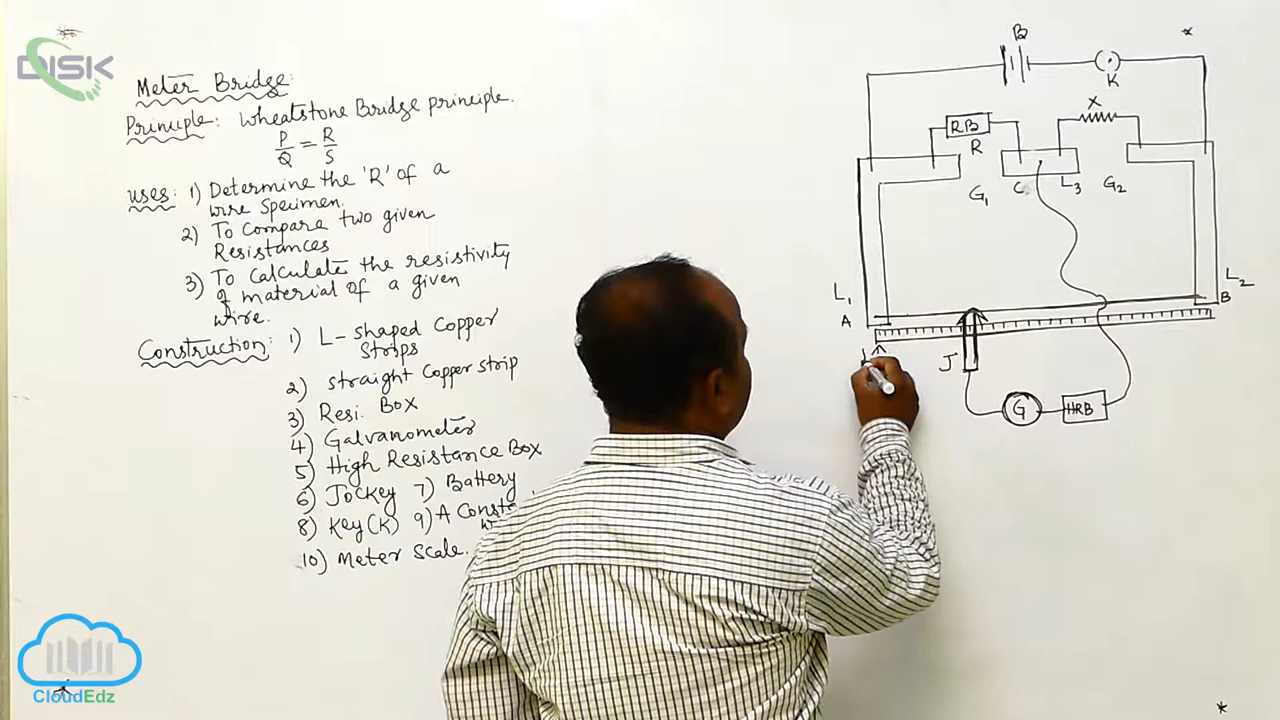 DISK
Meter Bridge:
Principle: Wheatstone Bridge principle.
P/Q = R/S
uses: 1) Determine the 'R' of a
wire specimen.
2) To Compare two given
Resistances
3) To Calculate the resistivity
of material of a given
wire.
Construction: 1) L-shaped Copper
Strips
2) straight Copper strip
3) Resi. Box
4) Galvanometer
5) High Resistance Box
6) Jockey 7) Battery
8) Key(K) 9) A
10) Meter Scale.
B
K
RB
R
X
G1
C
L3
G2
L1
L2
A
B
J
G
HRB
CloudEdz